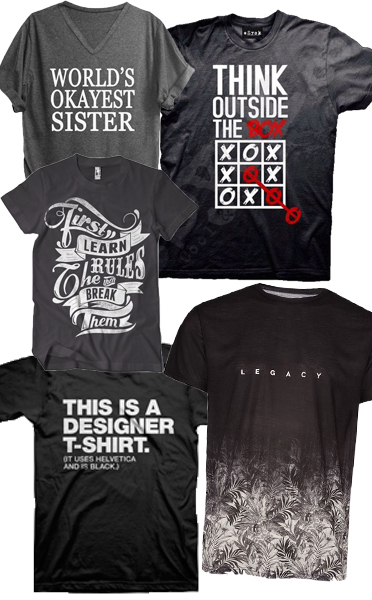 WORLD'S
OKAYEST
SISTER
THINK
OUTSIDE
THE BOX
X O X
X O X
O X O
O
Firstly
LEARN
The RULES
then
BREAK
Them
LEGACY
THIS IS A
DESIGNER
T-SHIRT.
(IT USES HELVETICA
AND IS BLACK.)